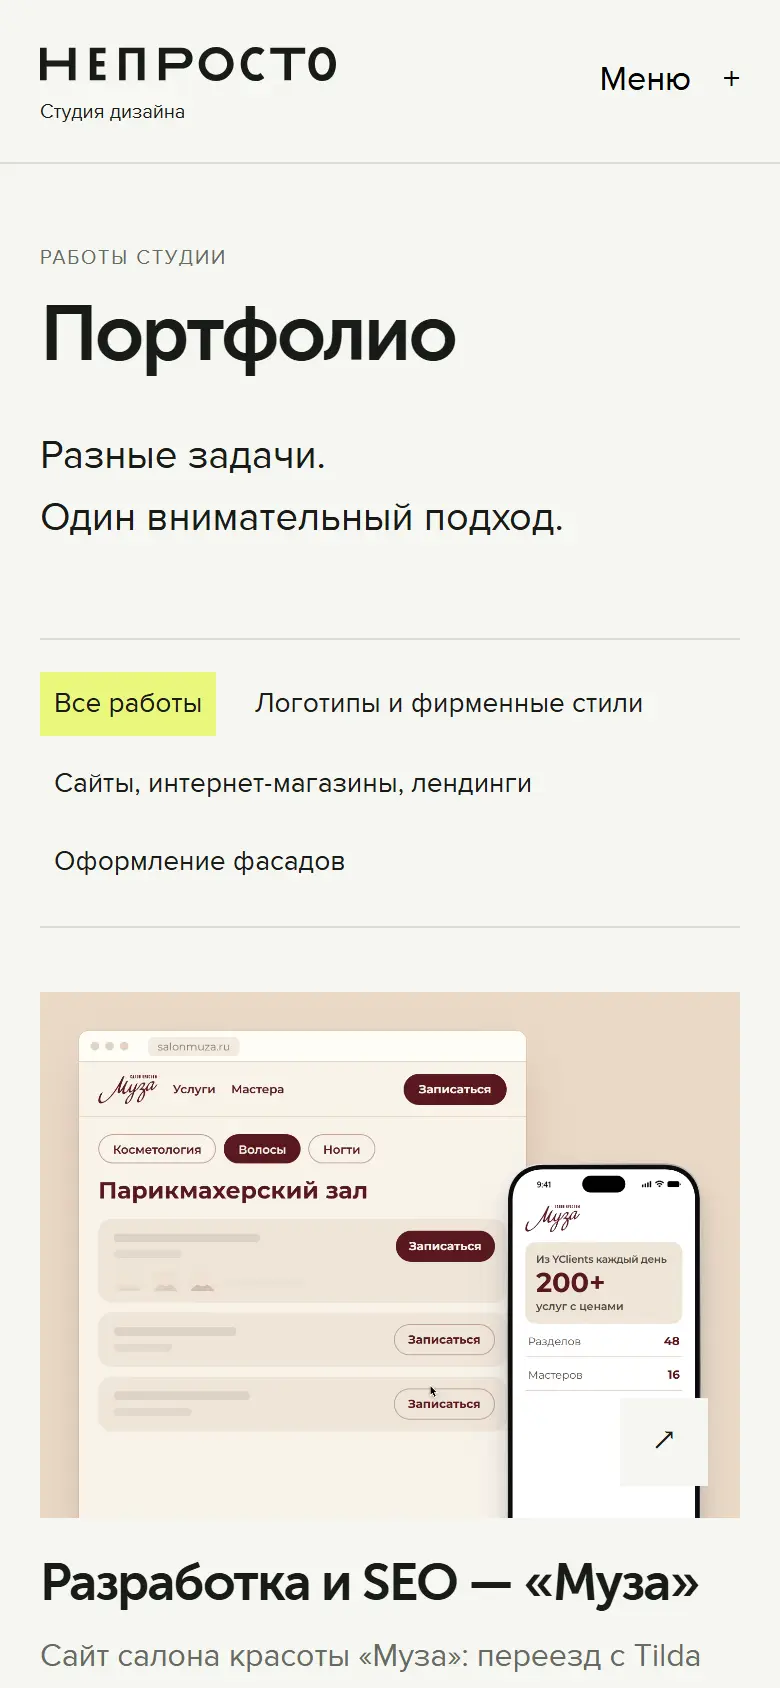 НЕПРОСТО
Студия дизайна
Меню +
РАБОТЫ СТУДИИ
Портфолио
Разные задачи.
Один внимательный подход.
Все работы
Логотипы и фирменные стили
Сайты, интернет-магазины, лендинги
Оформление фасадов
salonmuza.ru
Муза
Услуги
Мастера
Записаться
Косметология
Волосы
Ногти
Парикмахерский зал
Записаться
Записаться
Записаться
9:41
Муза
Из YClients каждый день
200+
услуг с ценами
Разделов 48
Мастеров 16
Разработка и SEO — «Муза»
Сайт салона красоты «Муза»: переезд с Tilda